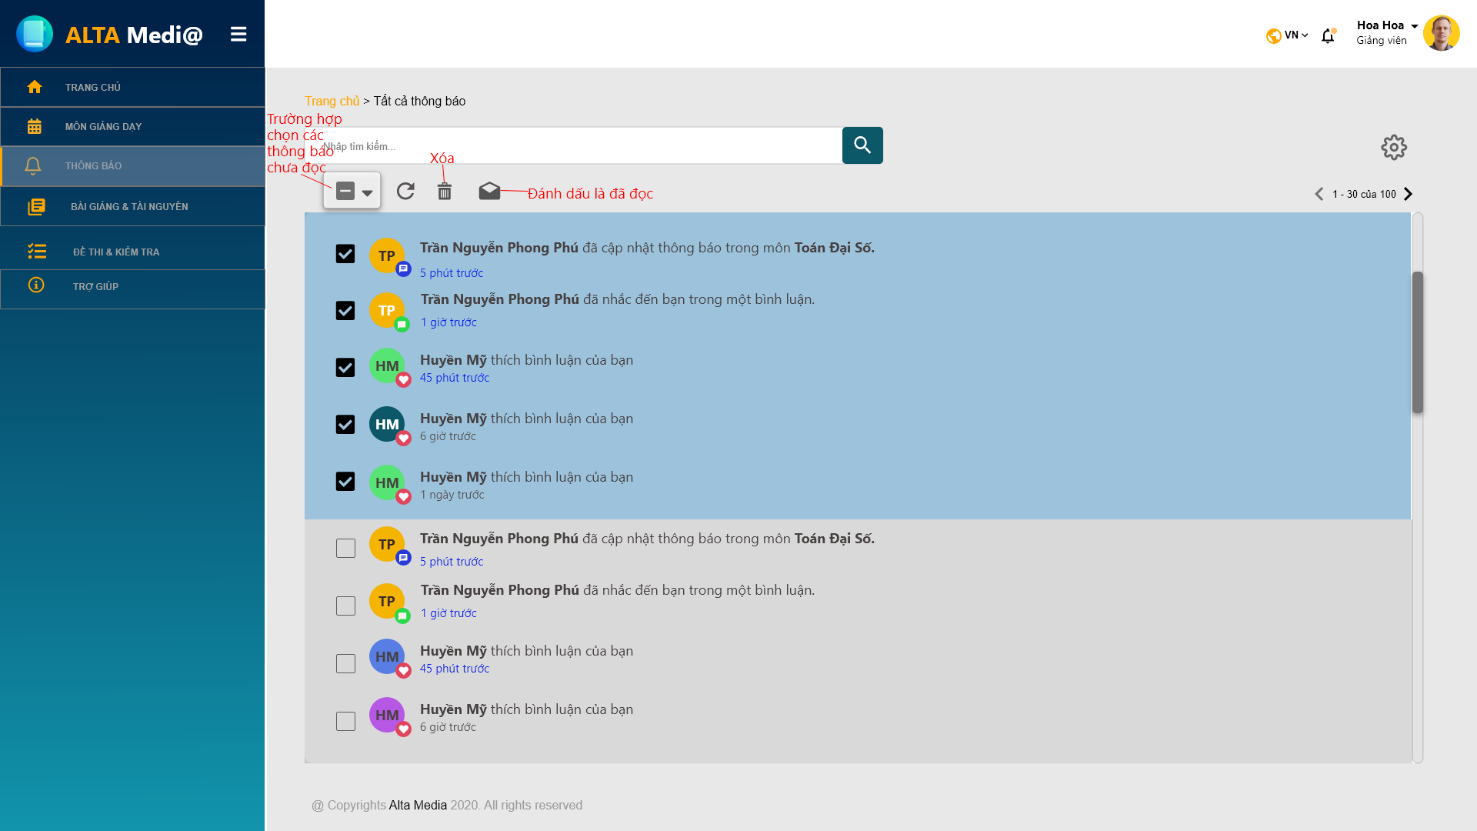 ALTA Medi@
VN
Hoa Hoa
Giảng viên
TRANG CHỦ
MÔN GIẢNG DẠY
THÔNG BÁO
BÀI GIẢNG & TÀI NGUYÊN
ĐỀ THI & KIỂM TRA
TRỢ GIÚP
Trang chủ > Tất cả thông báo
Trường hợp
chọn các
thông báo
chưa đọc
Nhập tìm kiếm...
Xóa
Đánh dấu là đã đọc
1 - 30 của 100
TP
Trần Nguyễn Phong Phú đã cập nhật thông báo trong môn Toán Đại Số.
5 phút trước
TP
Trần Nguyễn Phong Phú đã nhắc đến bạn trong một bình luận.
1 giờ trước
HM
Huyền Mỹ thích bình luận của bạn
45 phút trước
HM
Huyền Mỹ thích bình luận của bạn
6 giờ trước
HM
Huyền Mỹ thích bình luận của bạn
1 ngày trước
TP
Trần Nguyễn Phong Phú đã cập nhật thông báo trong môn Toán Đại Số.
5 phút trước
TP
Trần Nguyễn Phong Phú đã nhắc đến bạn trong một bình luận.
1 giờ trước
HM
Huyền Mỹ thích bình luận của bạn
45 phút trước
HM
Huyền Mỹ thích bình luận của bạn
6 giờ trước
@ Copyrights Alta Media 2020. All rights reserved